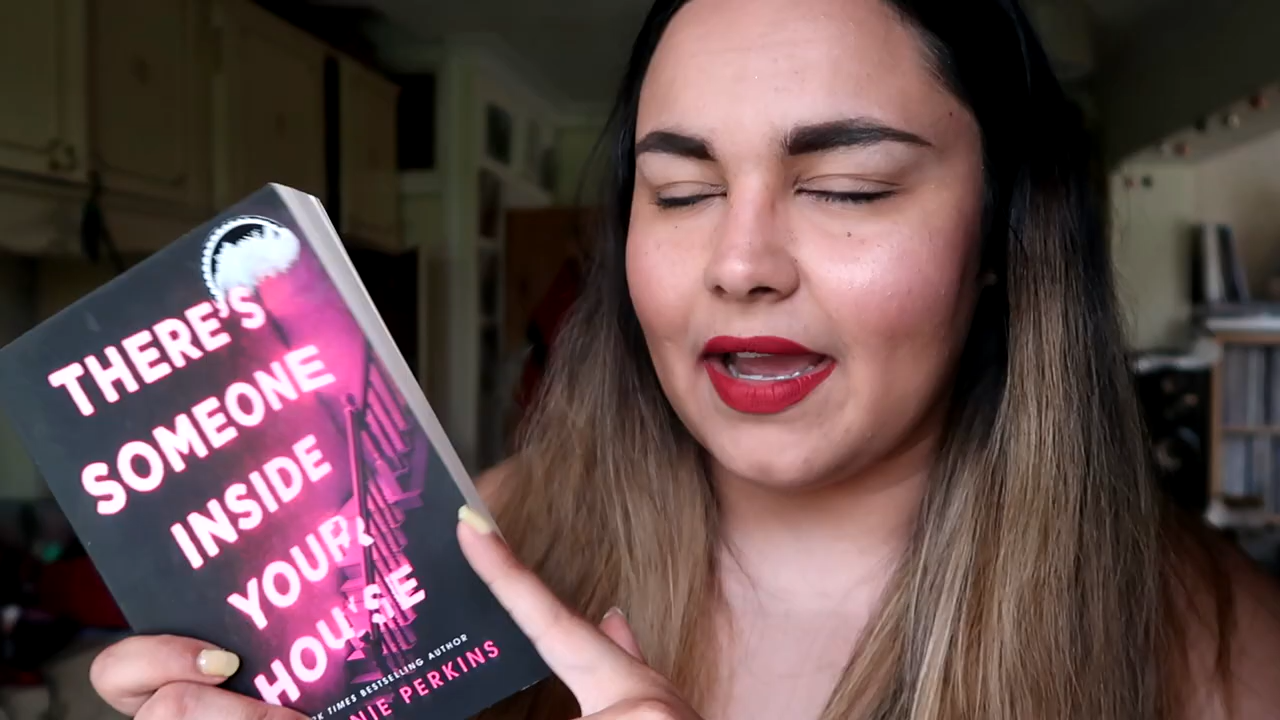 THERE'S
SOMEONE
INSIDE
YOUR
HOUSE
TIMES BESTSELLING AUTHOR
PERKINS